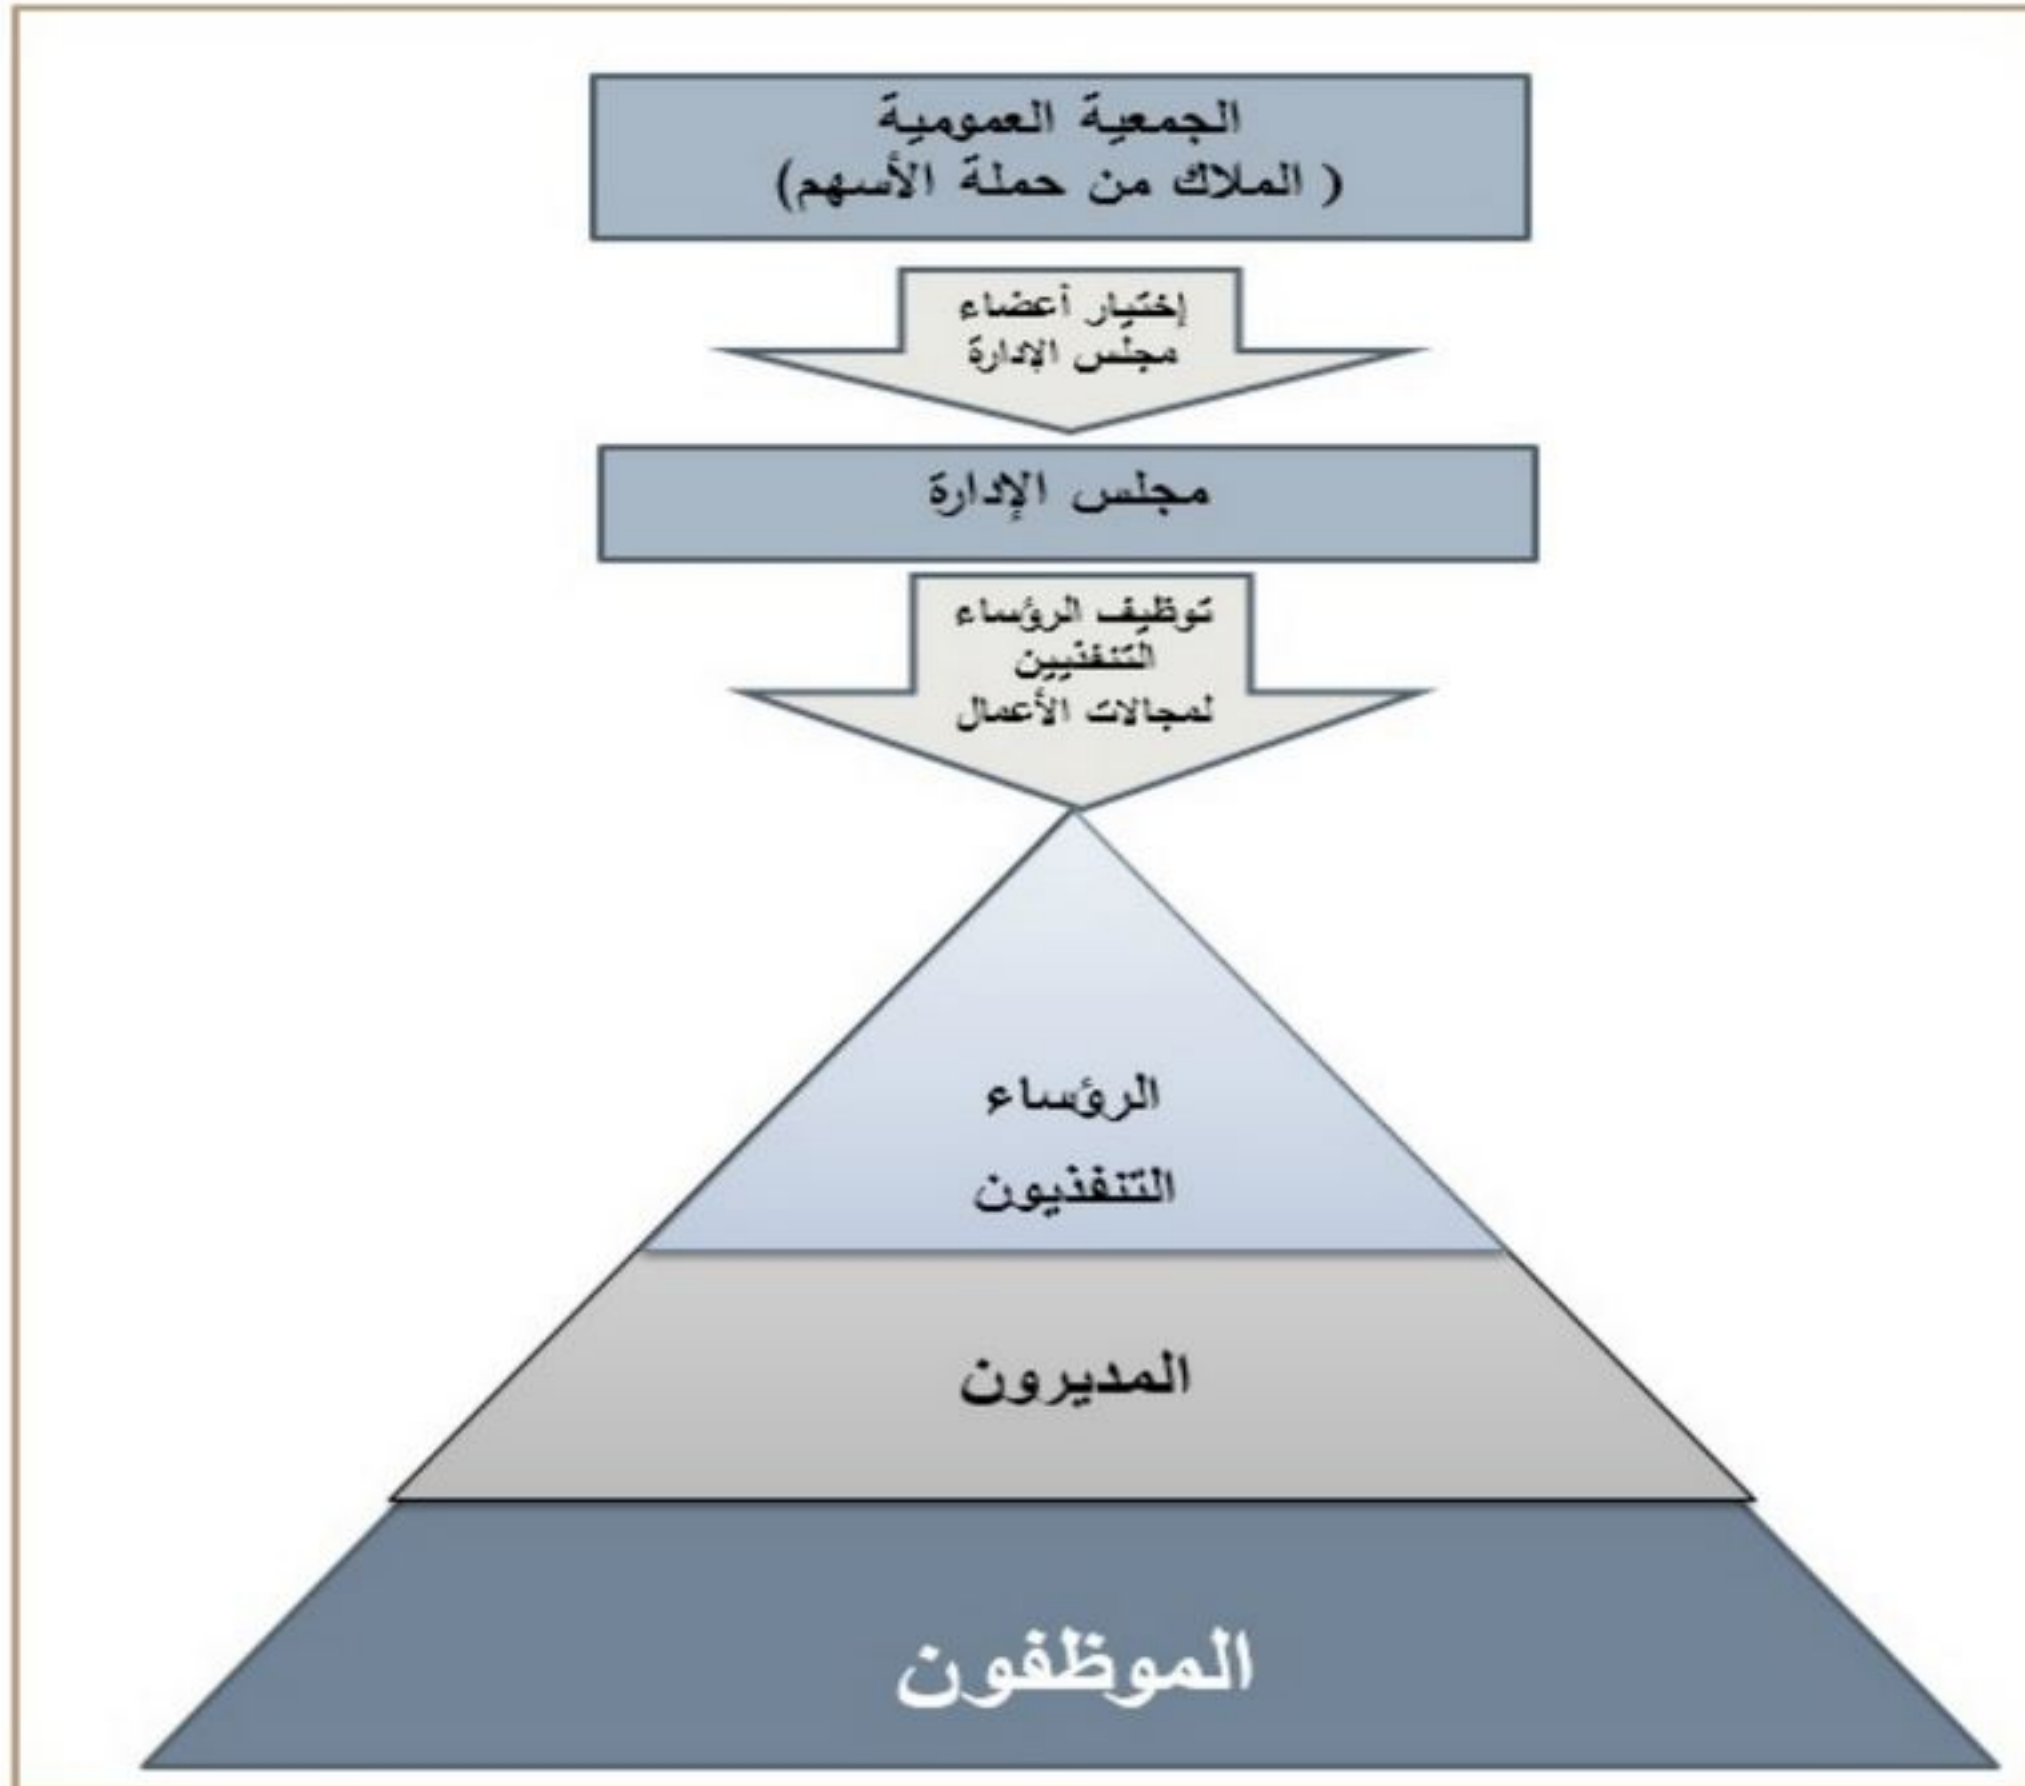 الجمعية العمومية
( الملاك من حملة الأسهم)
إختيار أعضاء
مجلس الإدارة
مجلس الإدارة
توظيف الرؤساء
التنفذيين
لمجالات الأعمال
الرؤساء
التنفذيون
المديرون
الموظفون